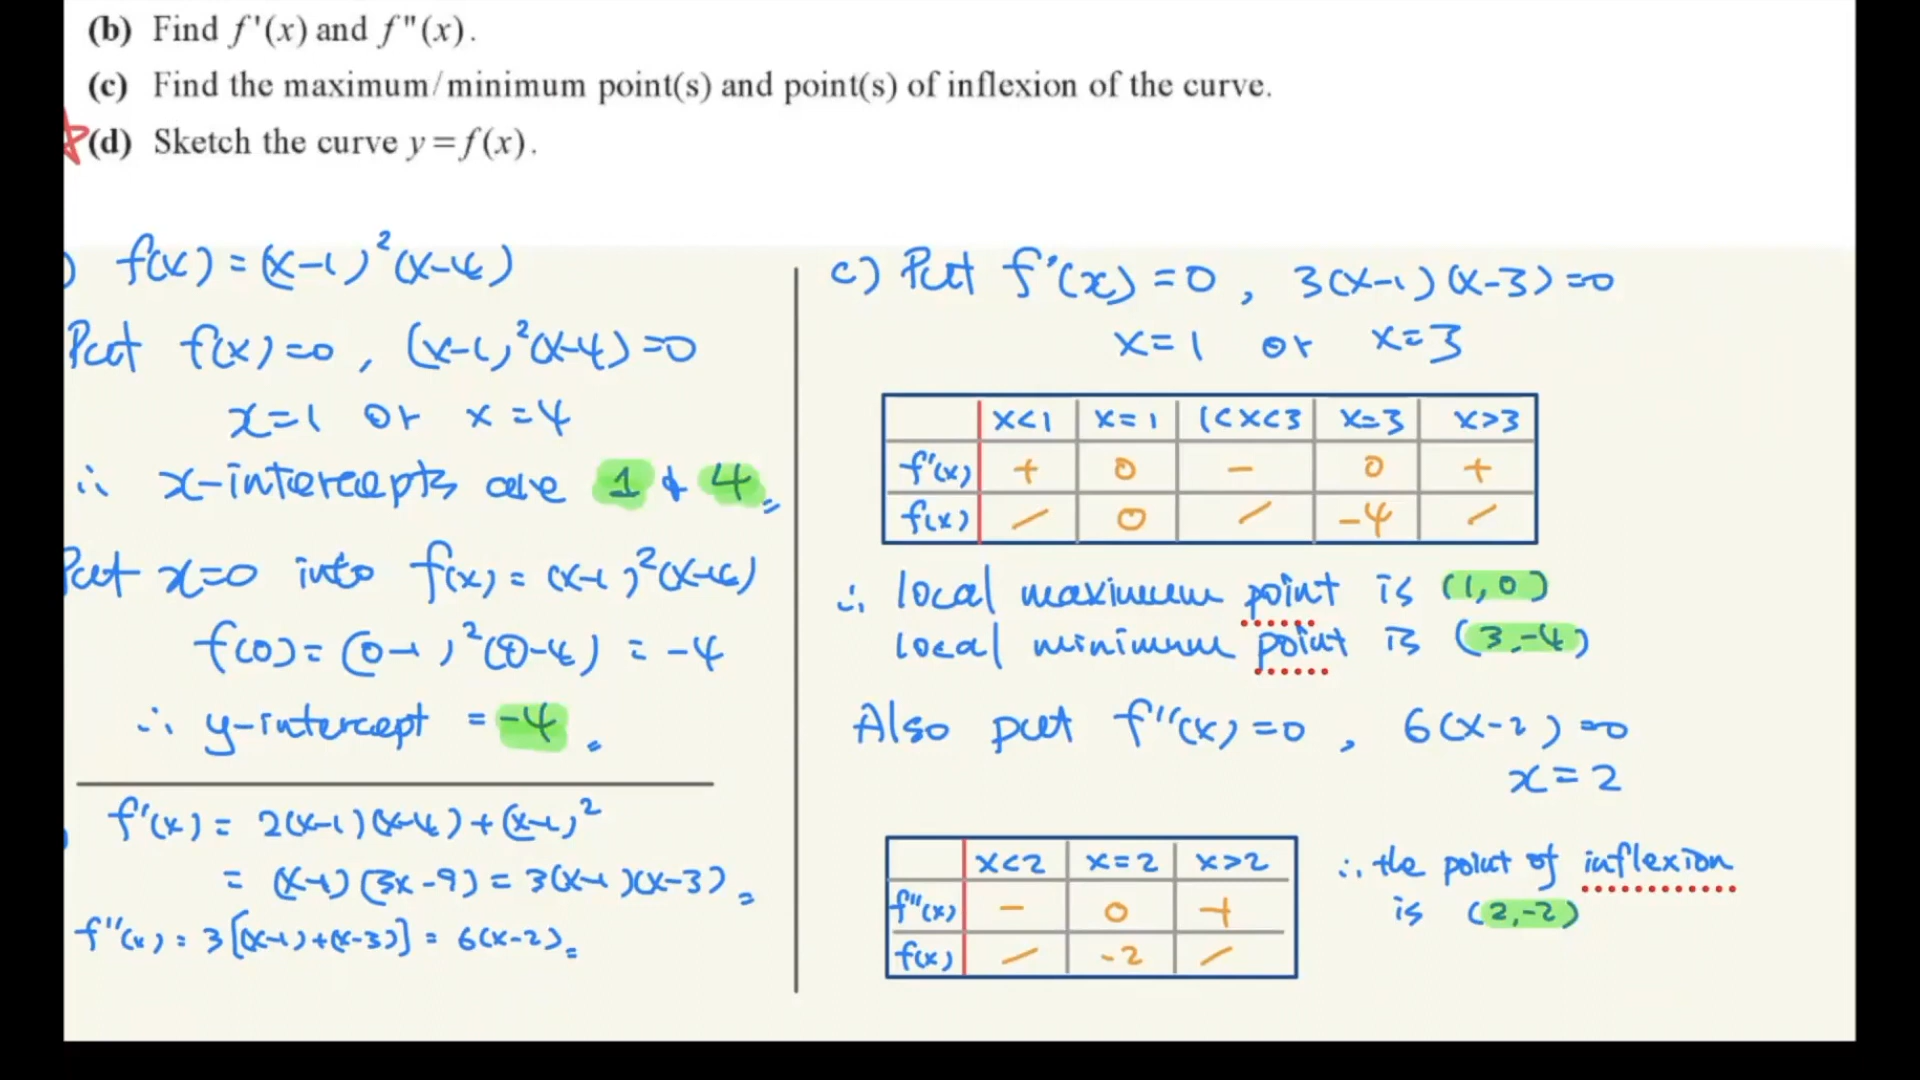 (b) Find f'(x) and f"(x).
(c) Find the maximum/minimum point(s) and point(s) of inflexion of the curve.
(d) Sketch the curve y=f(x).
) f(x) = (x-1)²(x-4)
Put f(x)=0, (x-1)²(x-4)=0
x=1 or x=4
∴ x-intercepts are 1 & 4
Put x=0 into f(x) = (x-1)²(x-4)
f(0) = (0-1)²(0-4) = -4
∴ y-intercept = -4.
f'(x) = 2(x-1)(x-4)+(x-1)²
= (x-1)(3x-9) = 3(x-1)(x-3)
f''(x) = 3[(x-1)+(x-3)] = 6(x-2)
c) Put f'(x)=0, 3(x-1)(x-3)=0
x=1 or x=3
x<1 x=1 1<x<3 x=3 x>3
f'(x) + 0 - 0 +
f(x) / 0 / -4 /
∴ local maximum point is (1,0)
local minimum point is (3,-4)
Also put f''(x)=0, 6(x-2)=0
x=2
x<2 x=2 x>2
f''(x) - 0 +
f(x) / -2 /
∴ the point of inflexion
is (2,-2)